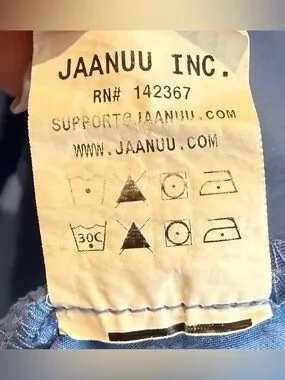 JAANUU INC.
RN# 142367
SUPPORT@JAANUU.COM
WWW.JAANUU.COM
30C